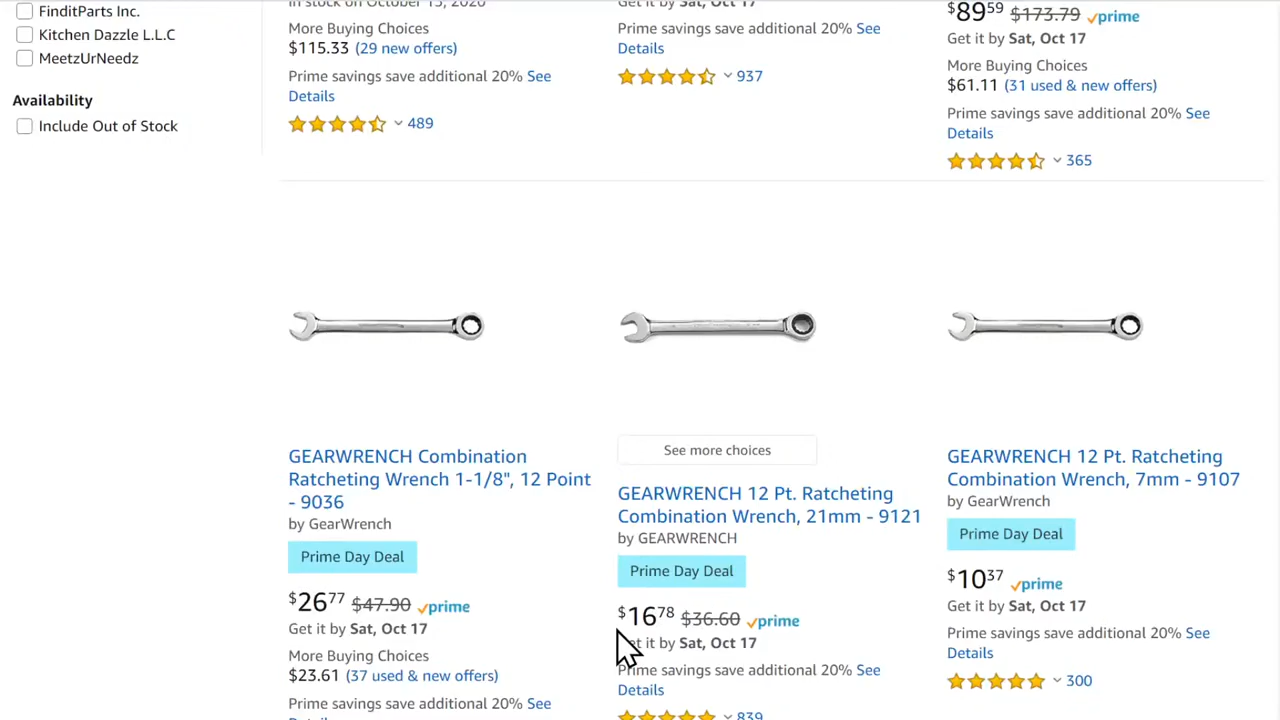 FinditParts Inc.
Kitchen Dazzle L.L.C
MeetzUrNeedz
Availability
Include Out of Stock
In stock on October 15, 2020
More Buying Choices
$115.33 (29 new offers)
Prime savings save additional 20% See
Details
489
Get it by Sat, Oct 17
Prime savings save additional 20% See
Details
937
$89 59 $173.79 prime
Get it by Sat, Oct 17
More Buying Choices
$61.11 (31 used & new offers)
Prime savings save additional 20% See
Details
365
GEARWRENCH Combination
Ratcheting Wrench 1-1/8", 12 Point
- 9036
by GearWrench
Prime Day Deal
$26 77 $47.90 prime
Get it by Sat, Oct 17
More Buying Choices
$23.61 (37 used & new offers)
Prime savings save additional 20% See
See more choices
GEARWRENCH 12 Pt. Ratcheting
Combination Wrench, 21mm - 9121
by GEARWRENCH
Prime Day Deal
$16 78 $36.60 prime
Get it by Sat, Oct 17
Prime savings save additional 20% See
Details
839
GEARWRENCH 12 Pt. Ratcheting
Combination Wrench, 7mm - 9107
by GearWrench
Prime Day Deal
$10 37 prime
Get it by Sat, Oct 17
Prime savings save additional 20% See
Details
300